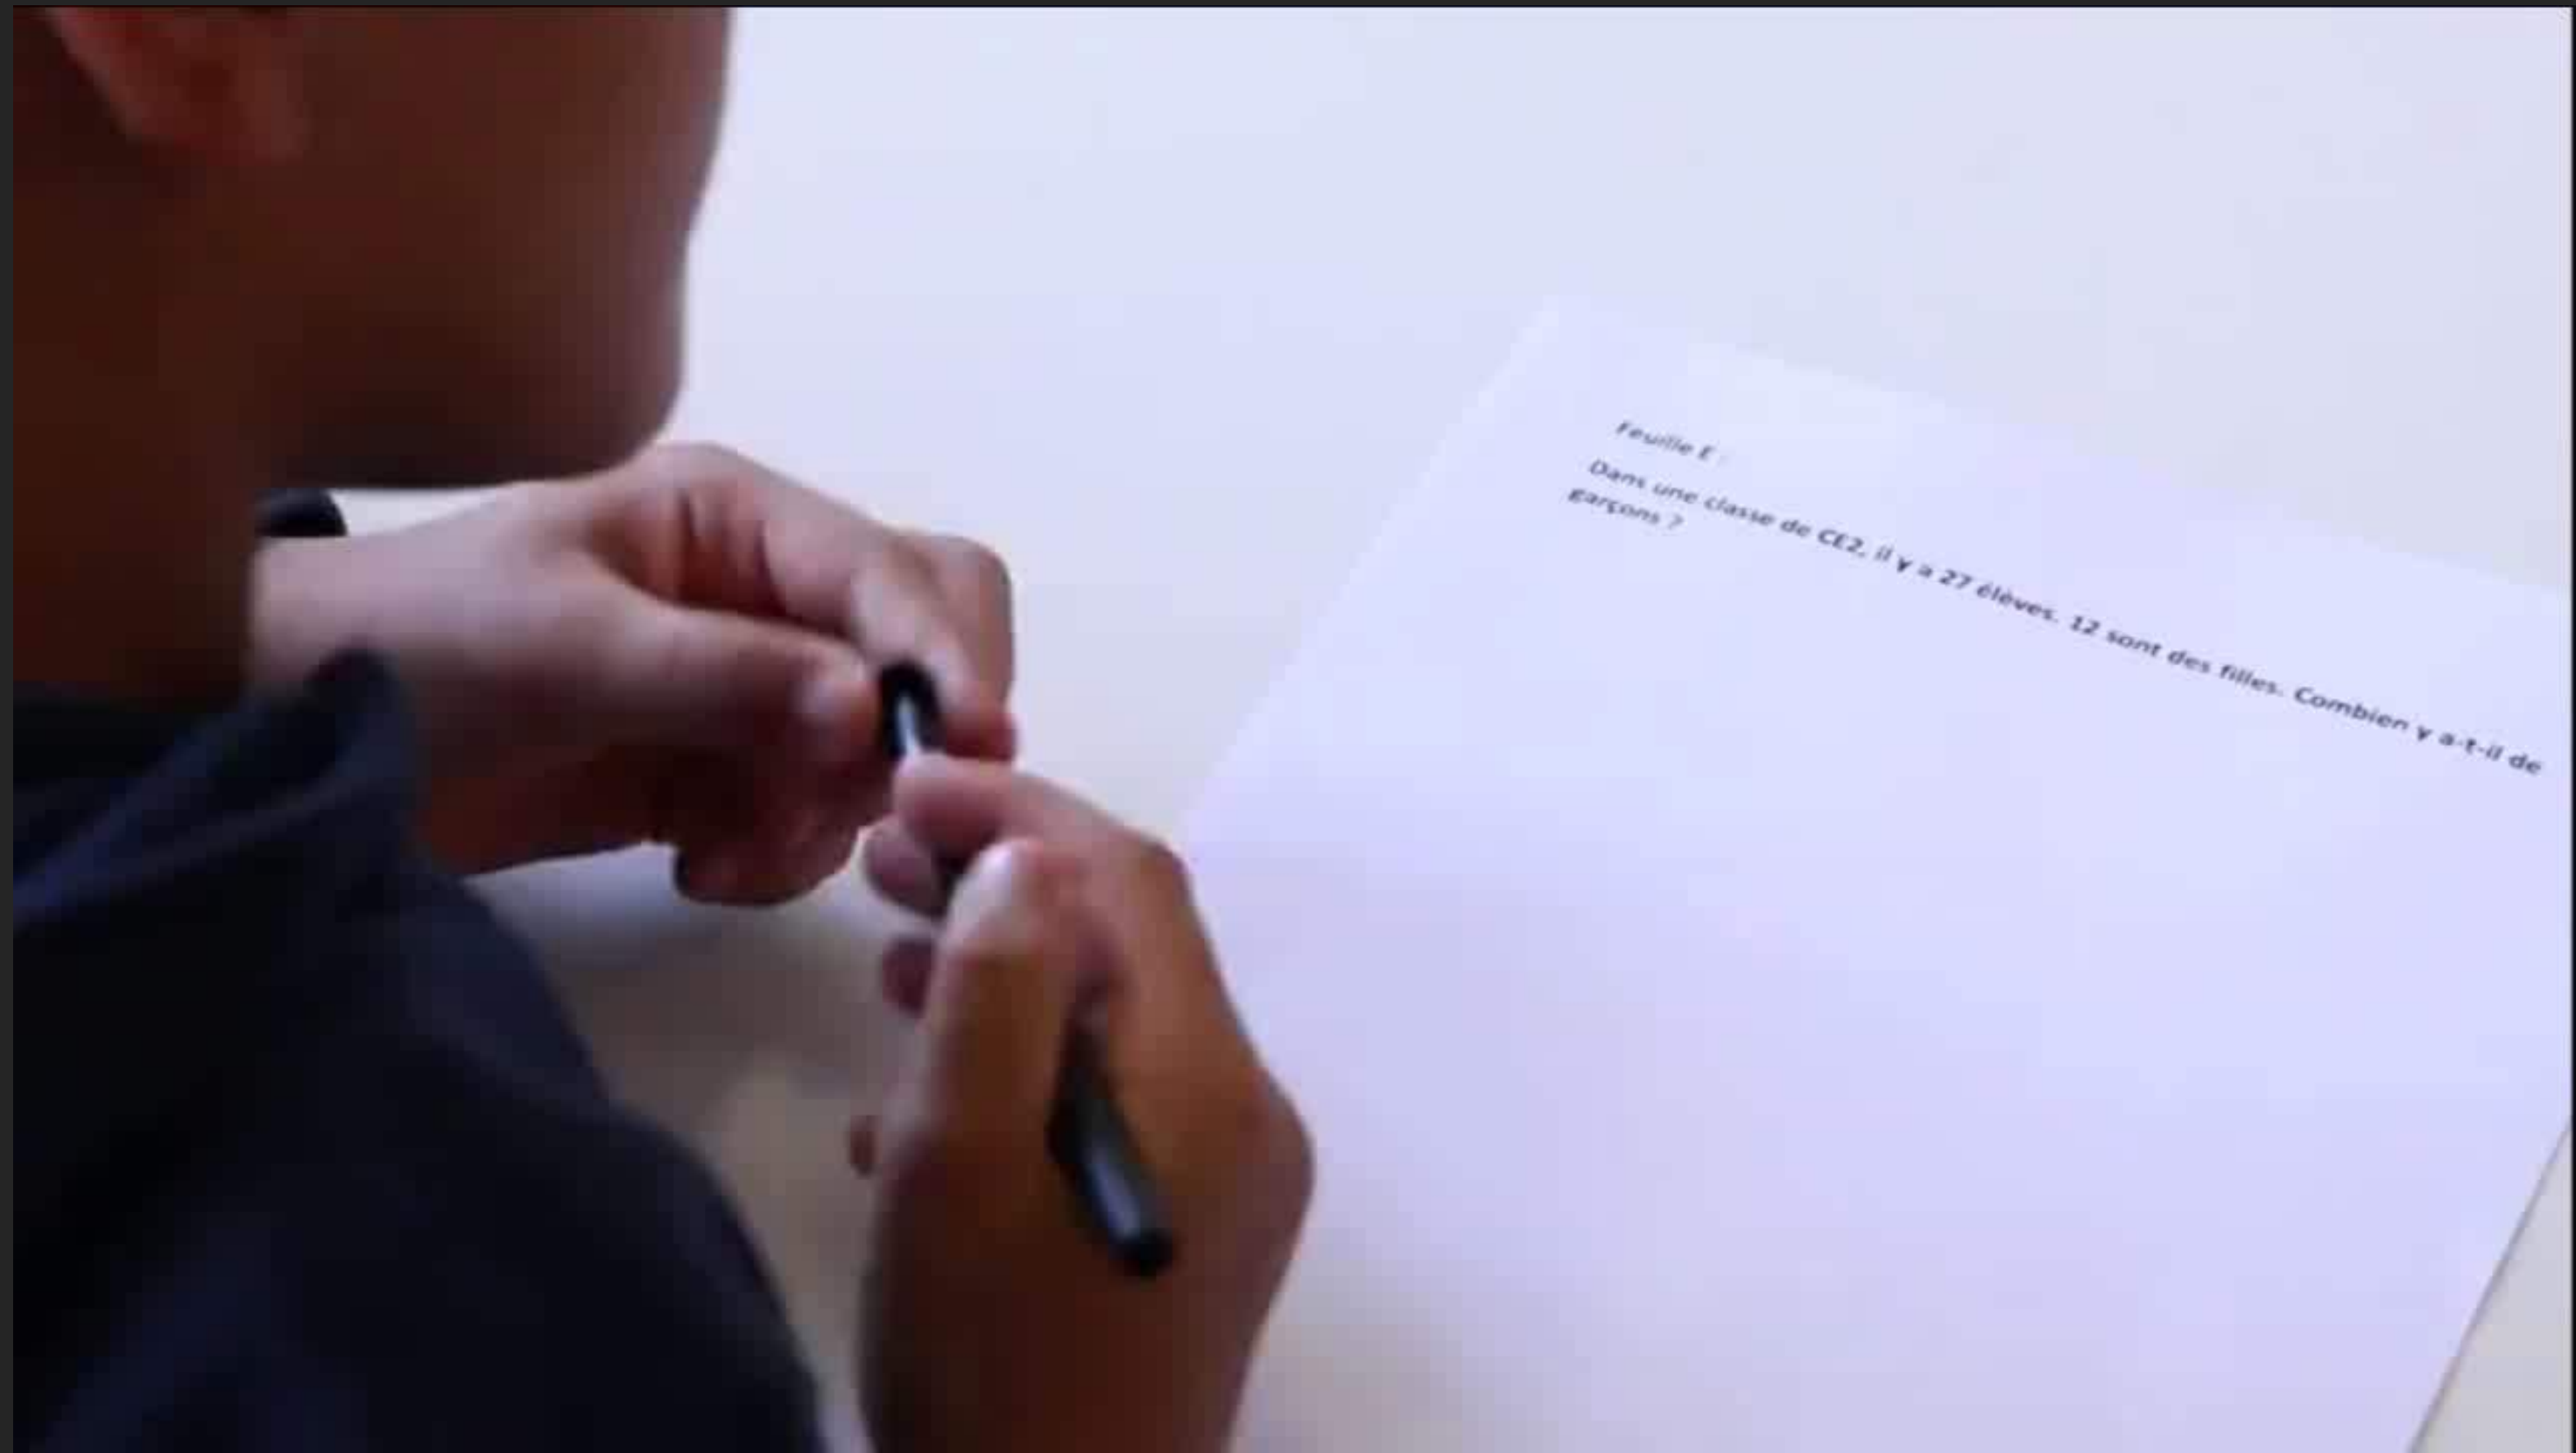 Feuille E :
Dans une classe de CE2, il y a 27 élèves. 12 sont des filles. Combien y a-t-il de
garçons ?